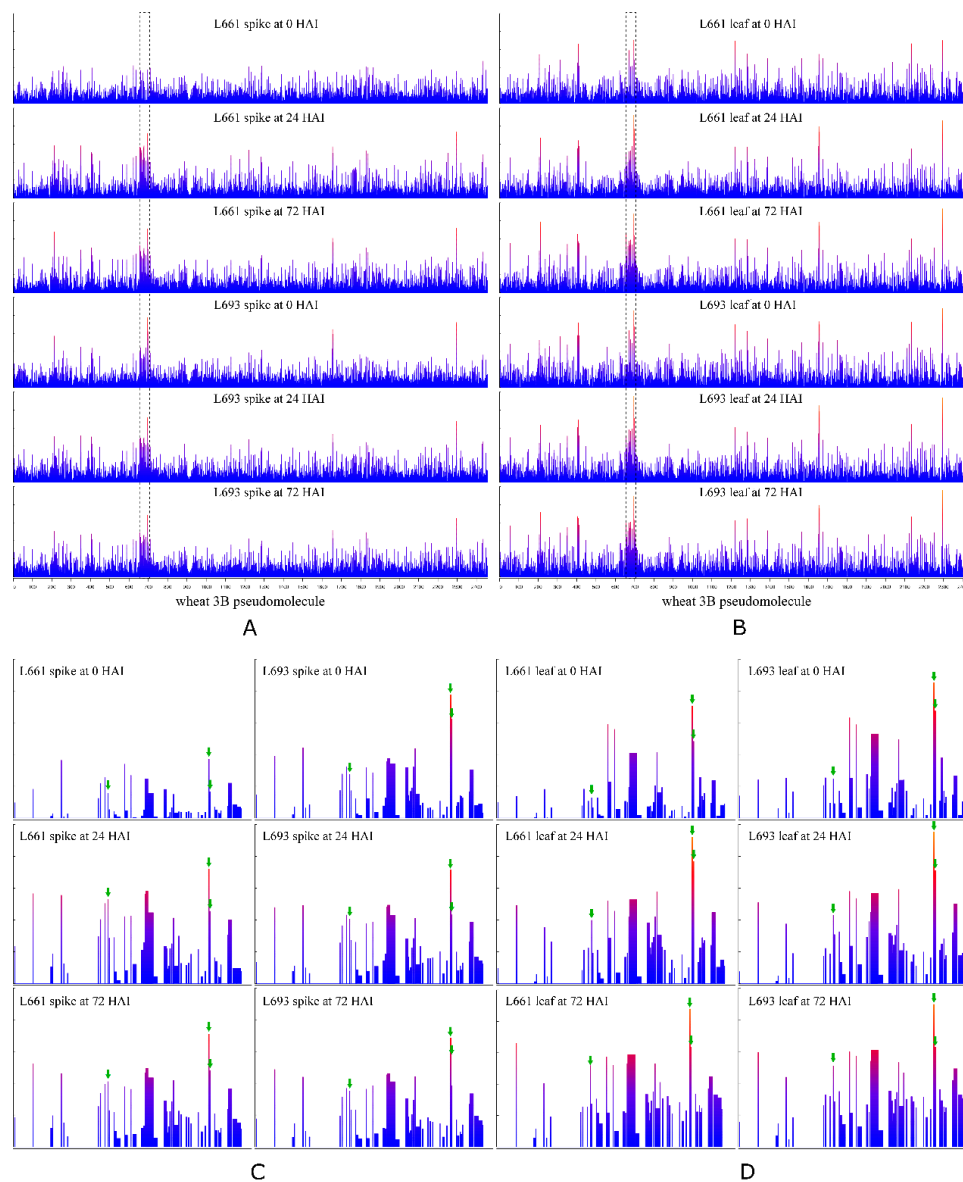 L661 spike at 0 HAI
L661 spike at 24 HAI
L661 spike at 72 HAI
L693 spike at 0 HAI
L693 spike at 24 HAI
L693 spike at 72 HAI
wheat 3B pseudomolecule
A
L661 leaf at 0 HAI
L661 leaf at 24 HAI
L661 leaf at 72 HAI
L693 leaf at 0 HAI
L693 leaf at 24 HAI
L693 leaf at 72 HAI
wheat 3B pseudomolecule
B
L661 spike at 0 HAI
L693 spike at 0 HAI
L661 spike at 24 HAI
L693 spike at 24 HAI
L661 spike at 72 HAI
L693 spike at 72 HAI
C
L661 leaf at 0 HAI
L693 leaf at 0 HAI
L661 leaf at 24 HAI
L693 leaf at 24 HAI
L661 leaf at 72 HAI
L693 leaf at 72 HAI
D